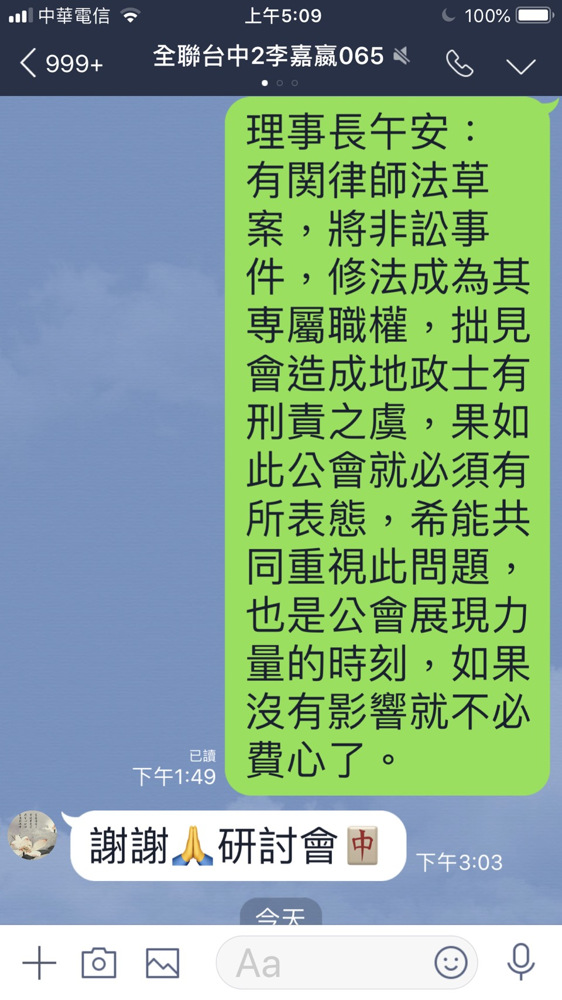 中華電信 上午5:09 100%
999+ 全聯台中2李嘉嬴065
理事長午安：
有関律師法草
案，將非訟事
件，修法成為其
専屬職權，拙見
會造成地政士有
刑責之虞，果如
此公會就必須有
所表態，希能共
同重視此問題，
也是公會展現力
量的時刻，如果
沒有影響就不必
費心了。
已讀
下午1:49
謝謝🙏研討會🀄
下午3:03
今天
Aa